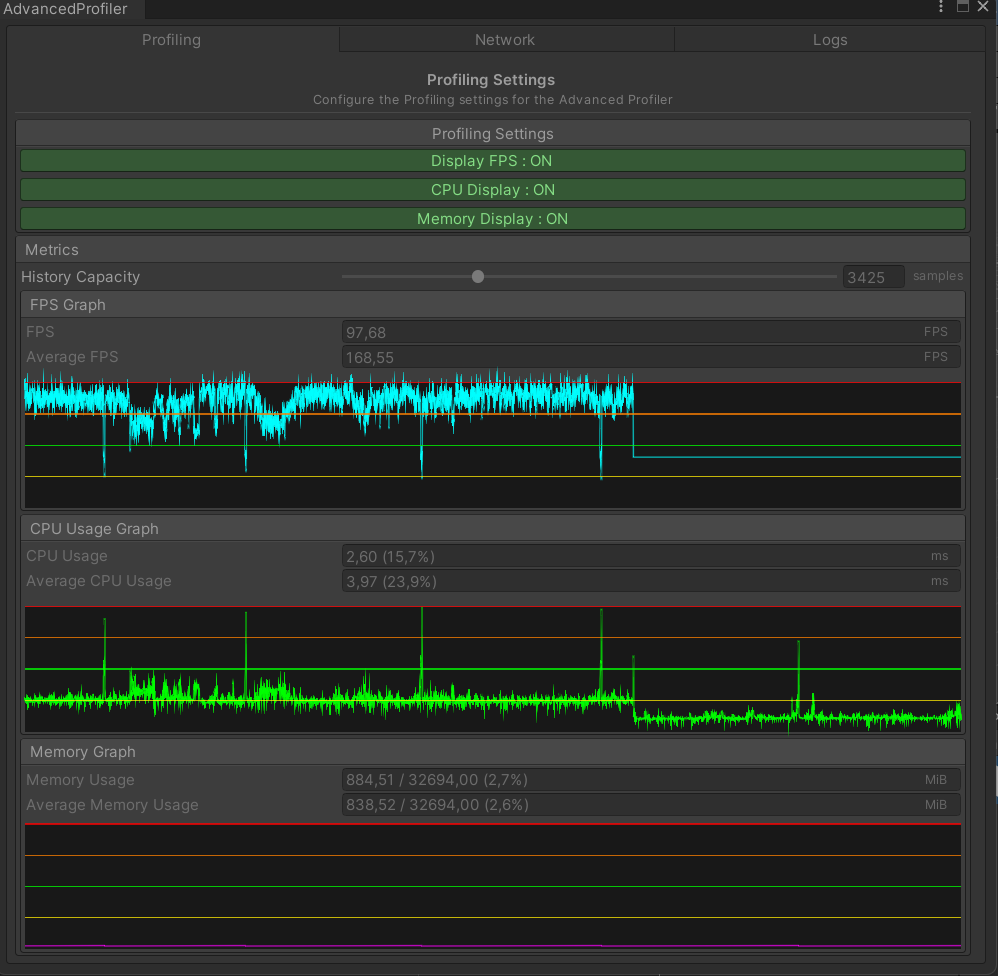 AdvancedProfiler
Profiling Network Logs
Profiling Settings
Configure the Profiling settings for the Advanced Profiler
Profiling Settings
Display FPS : ON
CPU Display : ON
Memory Display : ON
Metrics
History Capacity 3425 samples
FPS Graph
FPS 97,68 FPS
Average FPS 168,55 FPS
CPU Usage Graph
CPU Usage 2,60 (15,7%) ms
Average CPU Usage 3,97 (23,9%) ms
Memory Graph
Memory Usage 884,51 / 32694,00 (2,7%) MiB
Average Memory Usage 838,52 / 32694,00 (2,6%) MiB